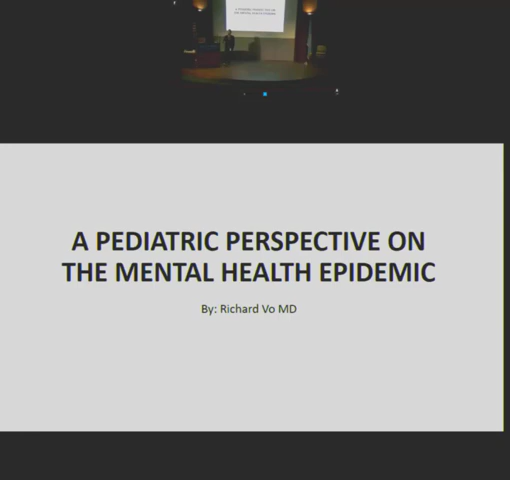 A PEDIATRIC PERSPECTIVE ON
THE MENTAL HEALTH EPIDEMIC
By: Richard Vo MD